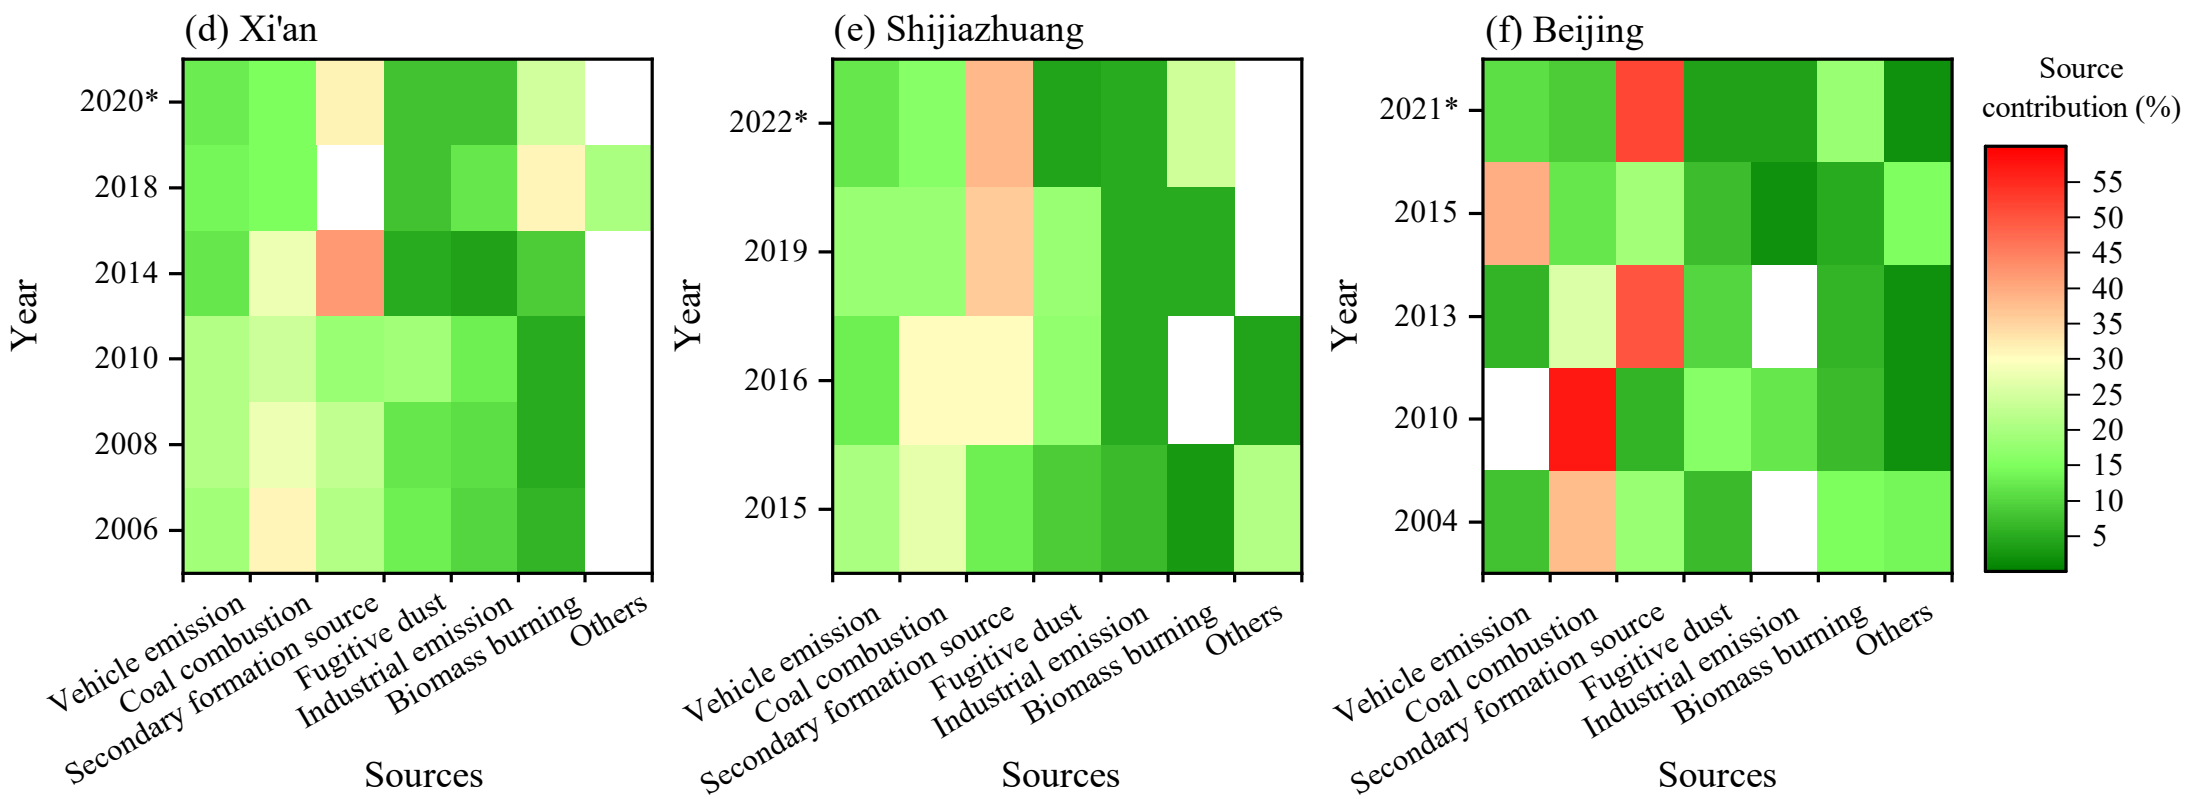 (d) Xi'an
2020*
2018
2014
2010
2008
2006
Year
Vehicle emission
Coal combustion
Secondary formation source
Fugitive dust
Industrial emission
Biomass burning
Others
Sources
(e) Shijiazhuang
2022*
2019
2016
2015
Year
Vehicle emission
Coal combustion
Secondary formation source
Fugitive dust
Industrial emission
Biomass burning
Others
Sources
(f) Beijing
2021*
2015
2013
2010
2004
Year
Vehicle emission
Coal combustion
Secondary formation source
Fugitive dust
Industrial emission
Biomass burning
Others
Sources
Source
contribution (%)
55
50
45
40
35
30
25
20
15
10
5